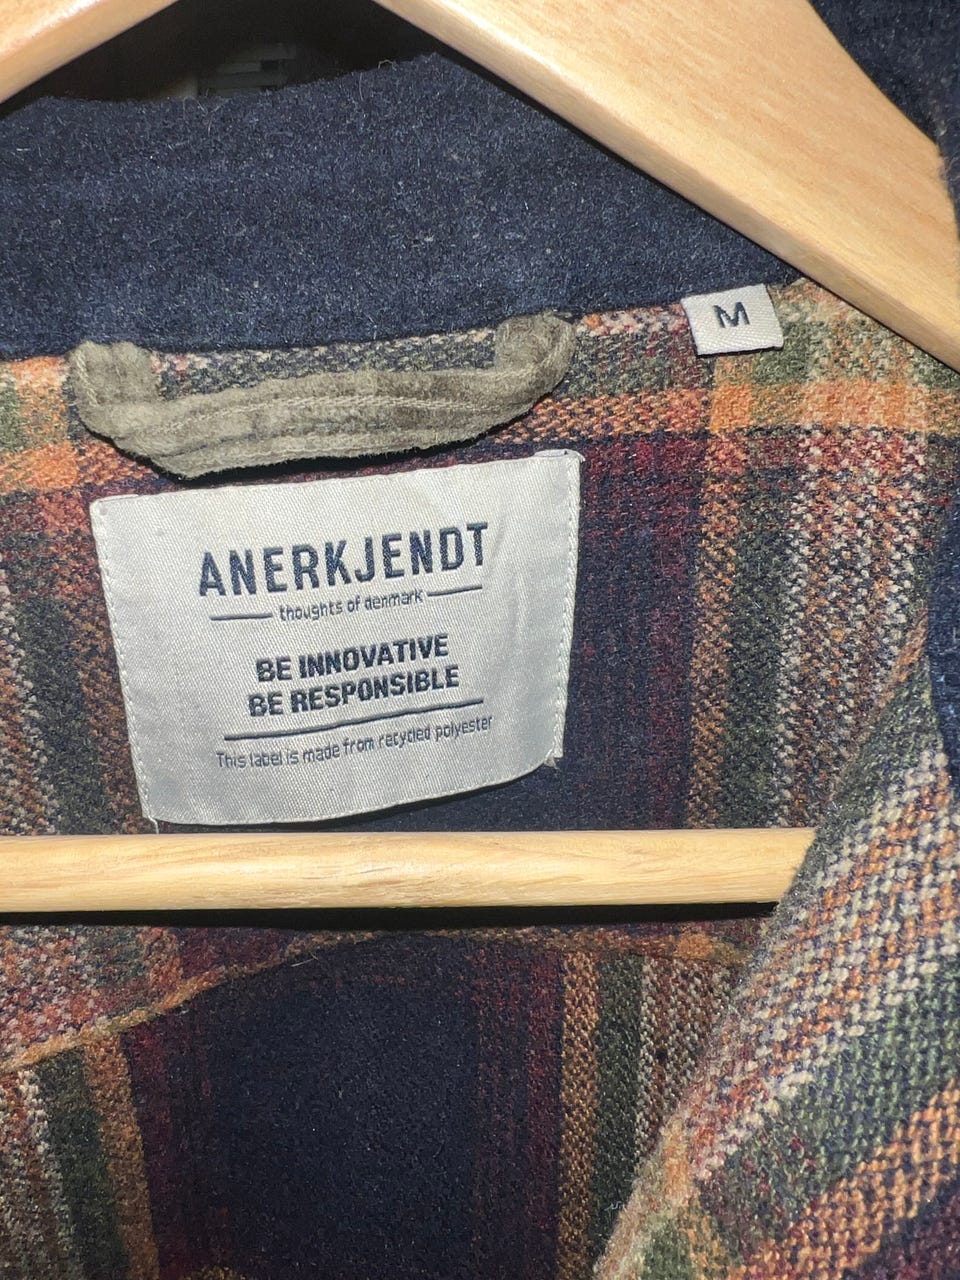 M
ANERKJENDT
thoughts of denmark
BE INNOVATIVE
BE RESPONSIBLE
This label is made from recycled polyester